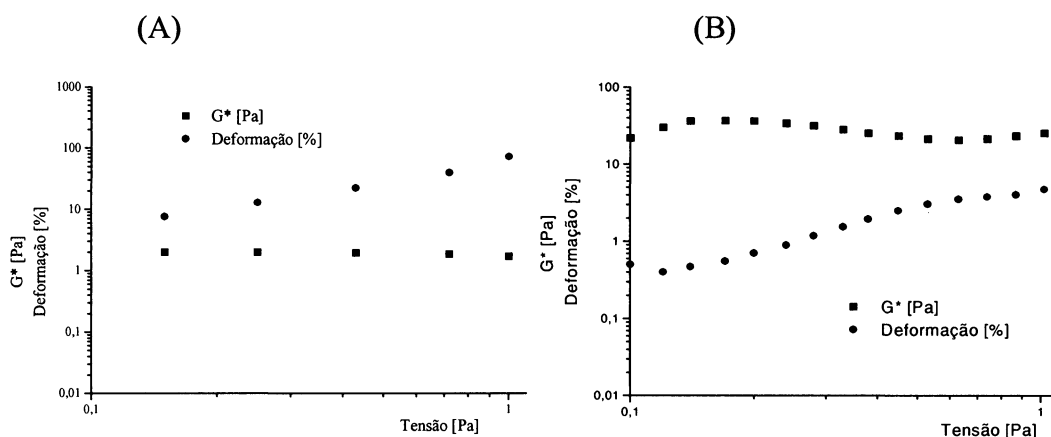 (A)
(B)
1000
100
10
1
0,1
0,01
G* [Pa]
Deformação [%]
G* [Pa]
Deformação [%]
0,1
1
Tensão [Pa]
100
10
1
0,1
0,01
G* [Pa]
Deformação [%]
G* [Pa]
Deformação [%]
0,1
1
Tensão [Pa]